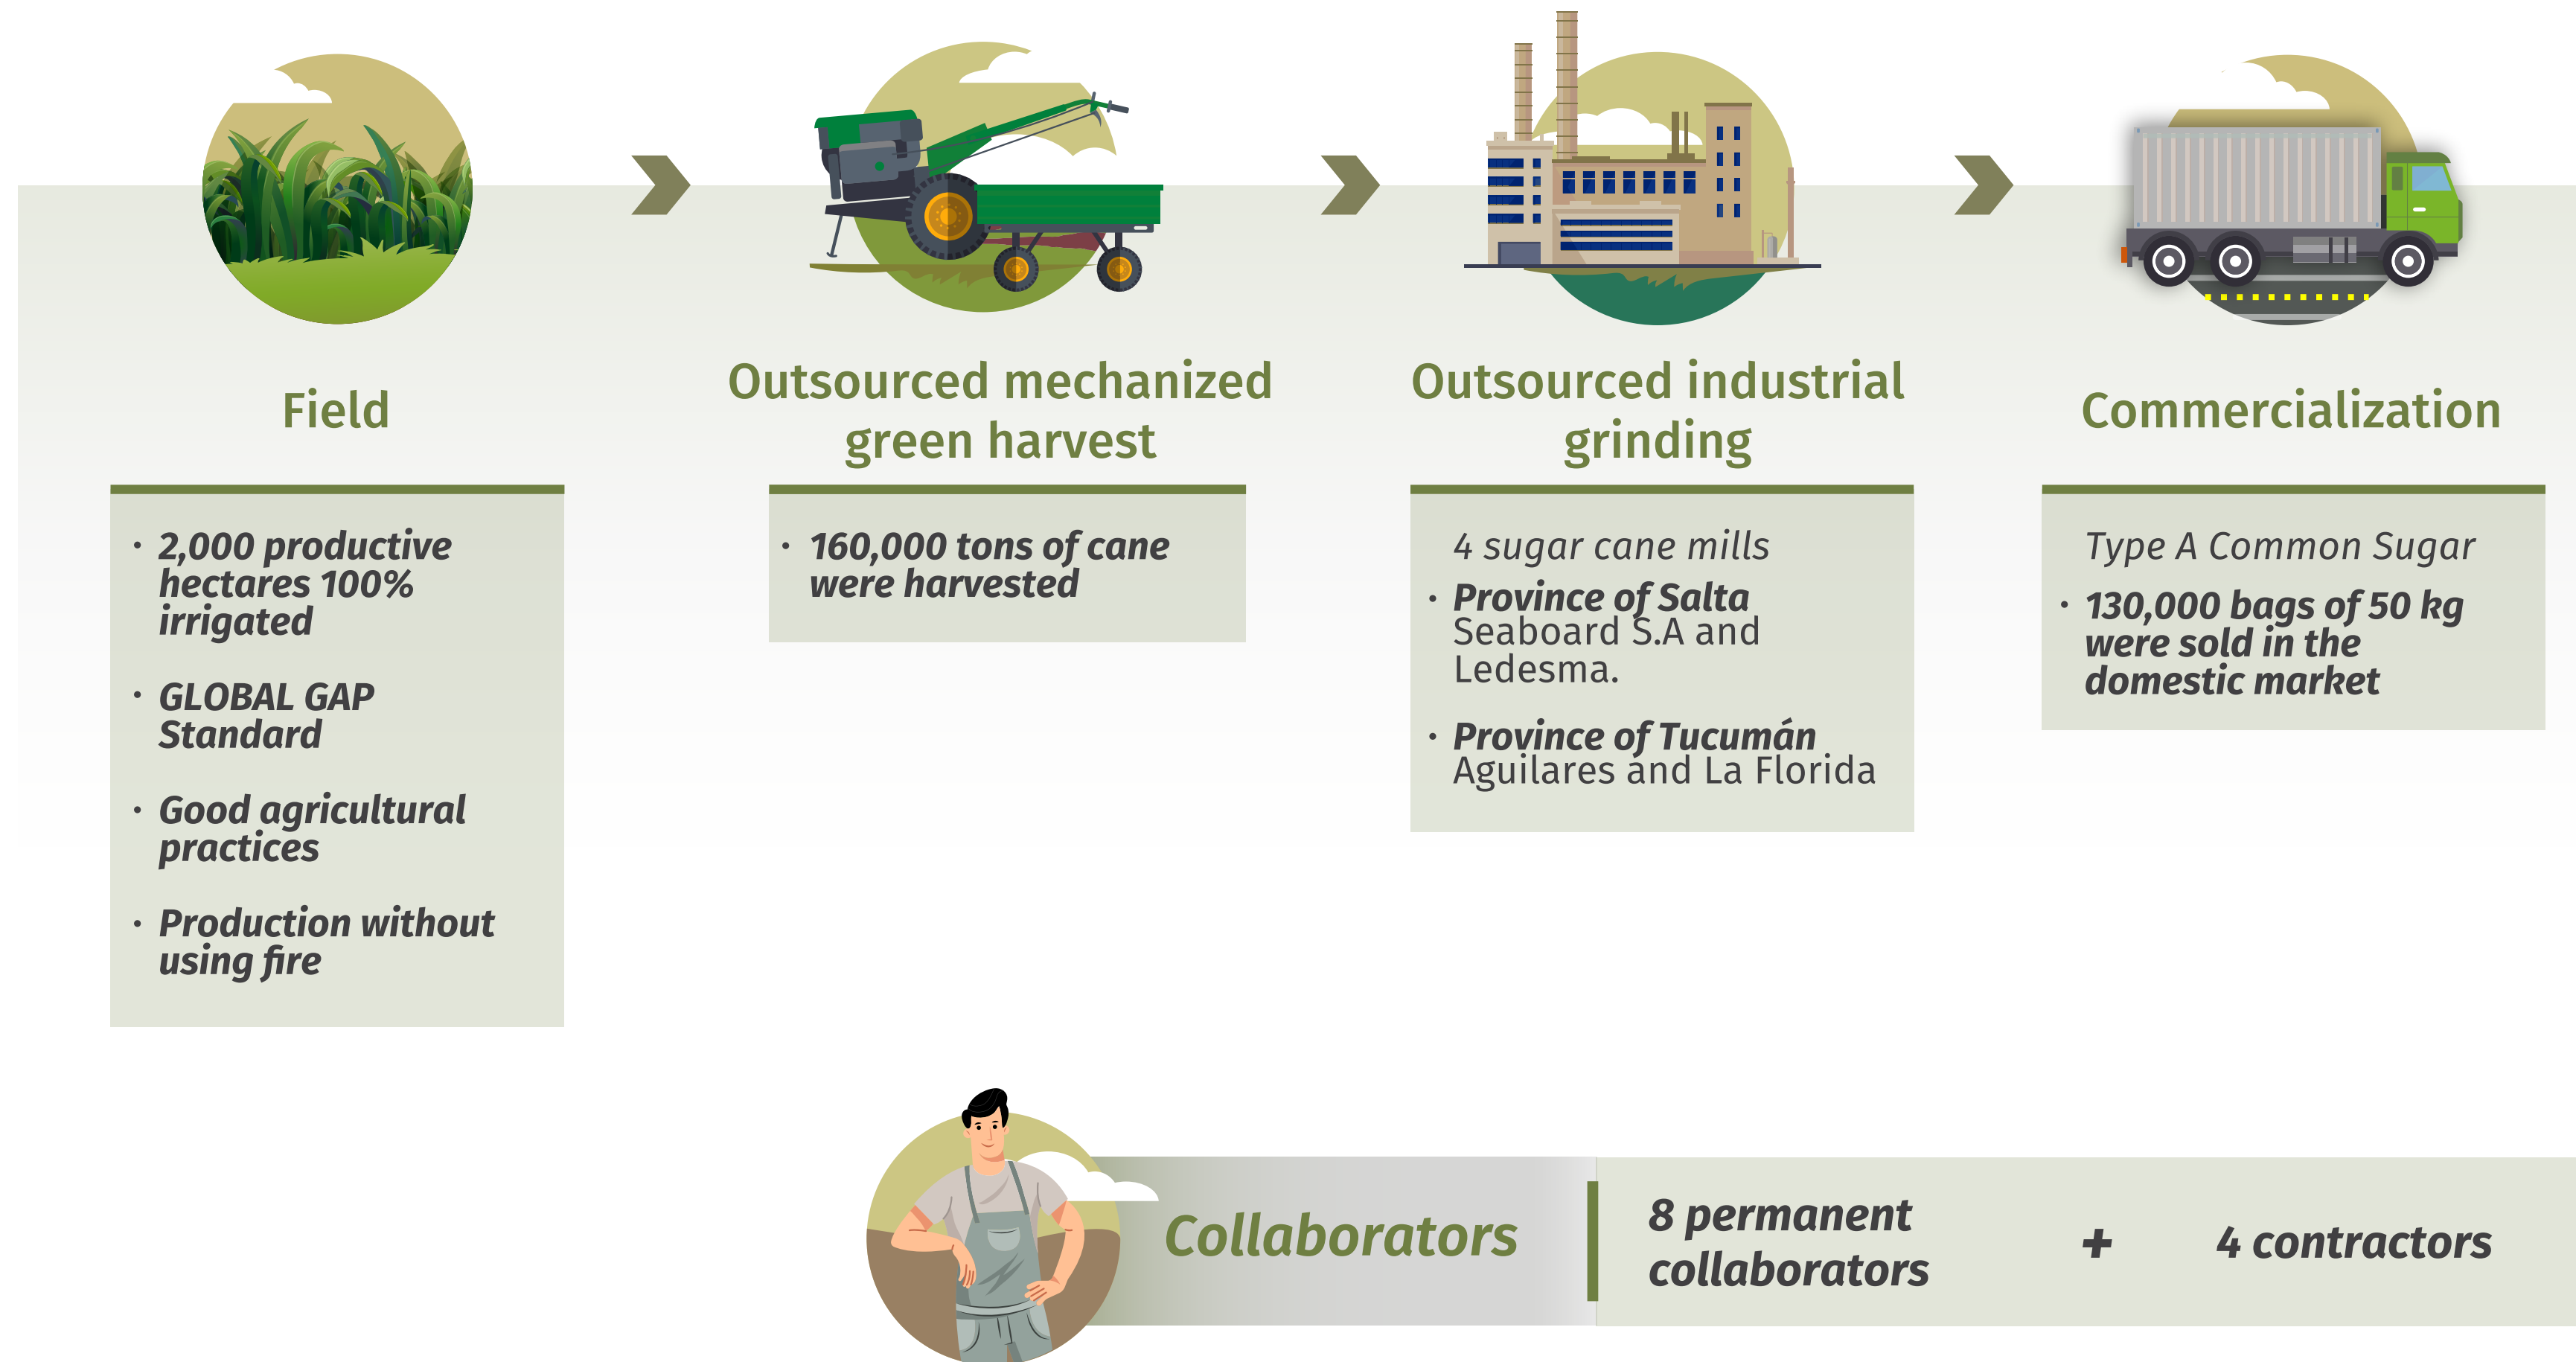 Field
· 2,000 productive
hectares 100%
irrigated
· GLOBAL GAP
Standard
· Good agricultural
practices
· Production without
using fire
Outsourced mechanized
green harvest
· 160,000 tons of cane
were harvested
Outsourced industrial
grinding
4 sugar cane mills
· Province of Salta
Seaboard S.A and
Ledesma.
· Province of Tucumán
Aguilares and La Florida
Commercialization
Type A Common Sugar
· 130,000 bags of 50 kg
were sold in the
domestic market
Collaborators
8 permanent
collaborators
+
4 contractors